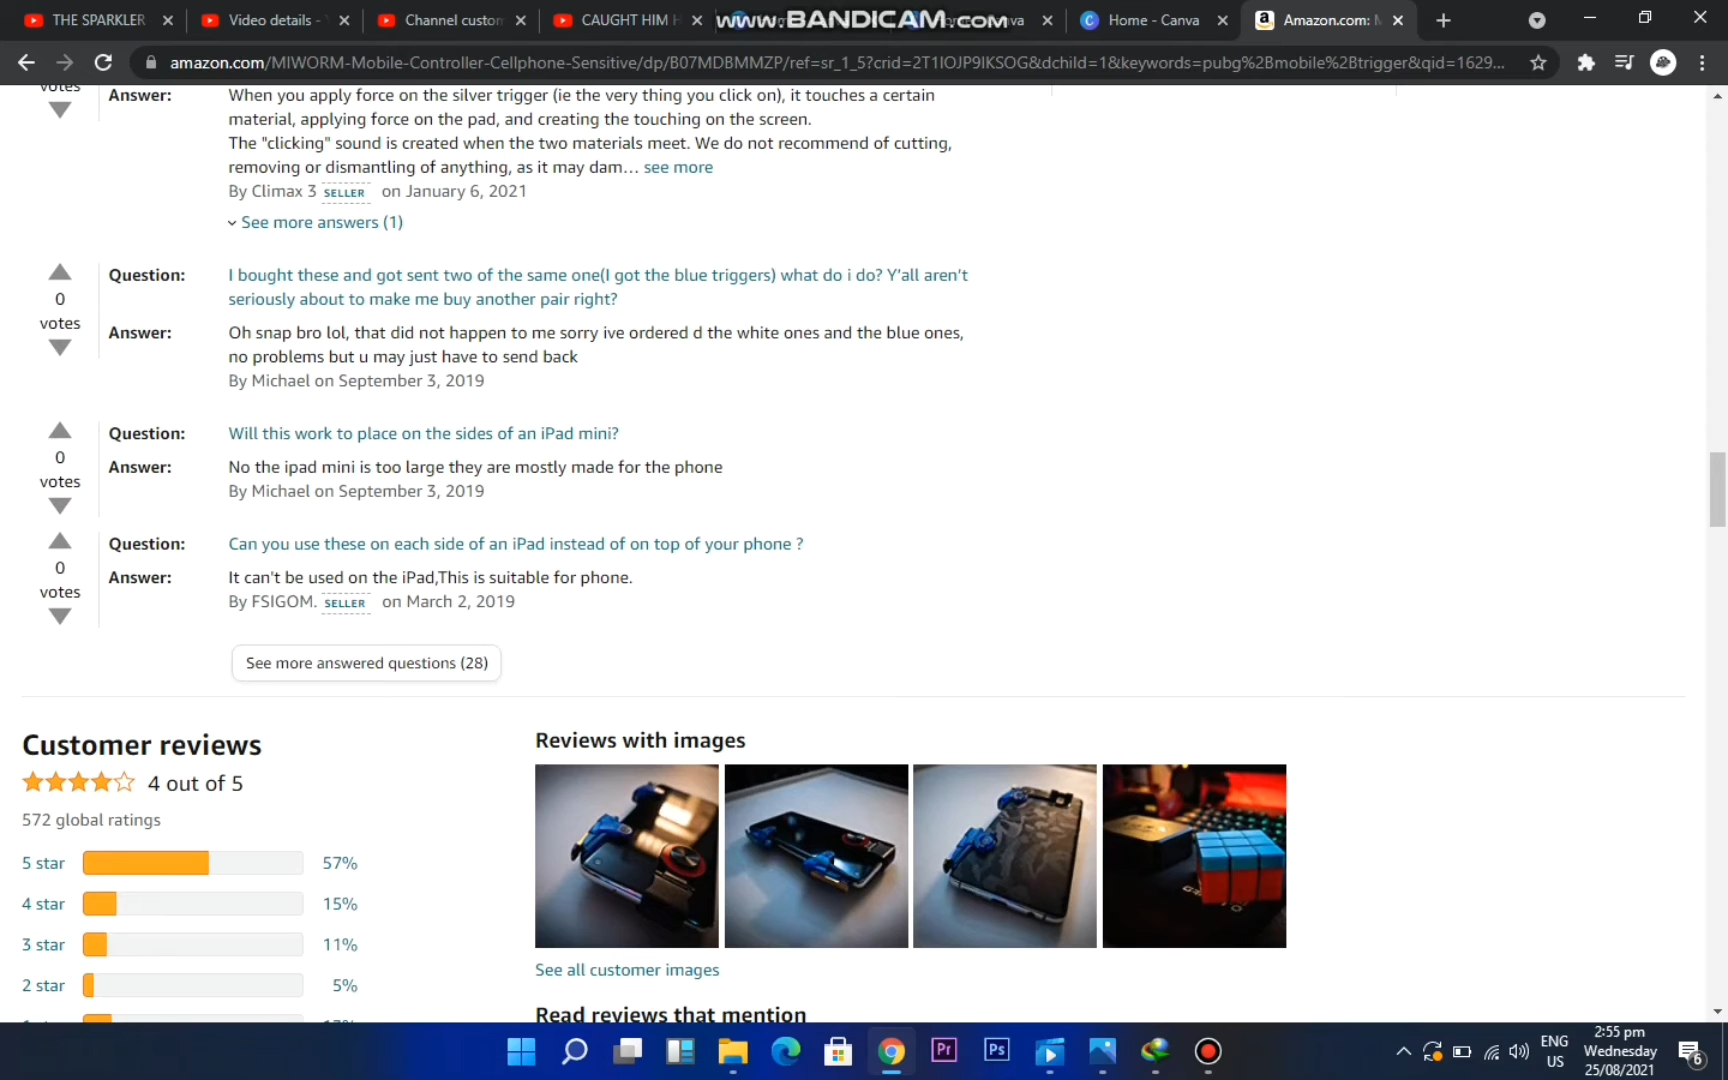 THE SPARKLER
Video details -
Channel custom
CAUGHT HIM H
www.BANDICAM.com
Home - Canva
Amazon.com: M
amazon.com/MIWORM-Mobile-Controller-Cellphone-Sensitive/dp/B07MDBMMZP/ref=sr_1_5?crid=2T1IOJP9IKSOG&dchild=1&keywords=pubg%2Bmobile%2Btrigger&qid=1629...
votes
Answer:
When you apply force on the silver trigger (ie the very thing you click on), it touches a certain
material, applying force on the pad, and creating the touching on the screen.
The "clicking" sound is created when the two materials meet. We do not recommend of cutting,
removing or dismantling of anything, as it may dam... see more
By Climax 3 SELLER on January 6, 2021
See more answers (1)
0
votes
Question:
I bought these and got sent two of the same one(I got the blue triggers) what do i do? Y'all aren't
seriously about to make me buy another pair right?
Answer:
Oh snap bro lol, that did not happen to me sorry ive ordered d the white ones and the blue ones,
no problems but u may just have to send back
By Michael on September 3, 2019
0
votes
Question:
Will this work to place on the sides of an iPad mini?
Answer:
No the ipad mini is too large they are mostly made for the phone
By Michael on September 3, 2019
0
votes
Question:
Can you use these on each side of an iPad instead of on top of your phone ?
Answer:
It can't be used on the iPad,This is suitable for phone.
By FSIGOM. SELLER on March 2, 2019
See more answered questions (28)
Customer reviews
4 out of 5
572 global ratings
5 star 57%
4 star 15%
3 star 11%
2 star 5%
Reviews with images
See all customer images
Read reviews that mention
Pr
Ps
ENG
US
2:55 pm
Wednesday
25/08/2021
6